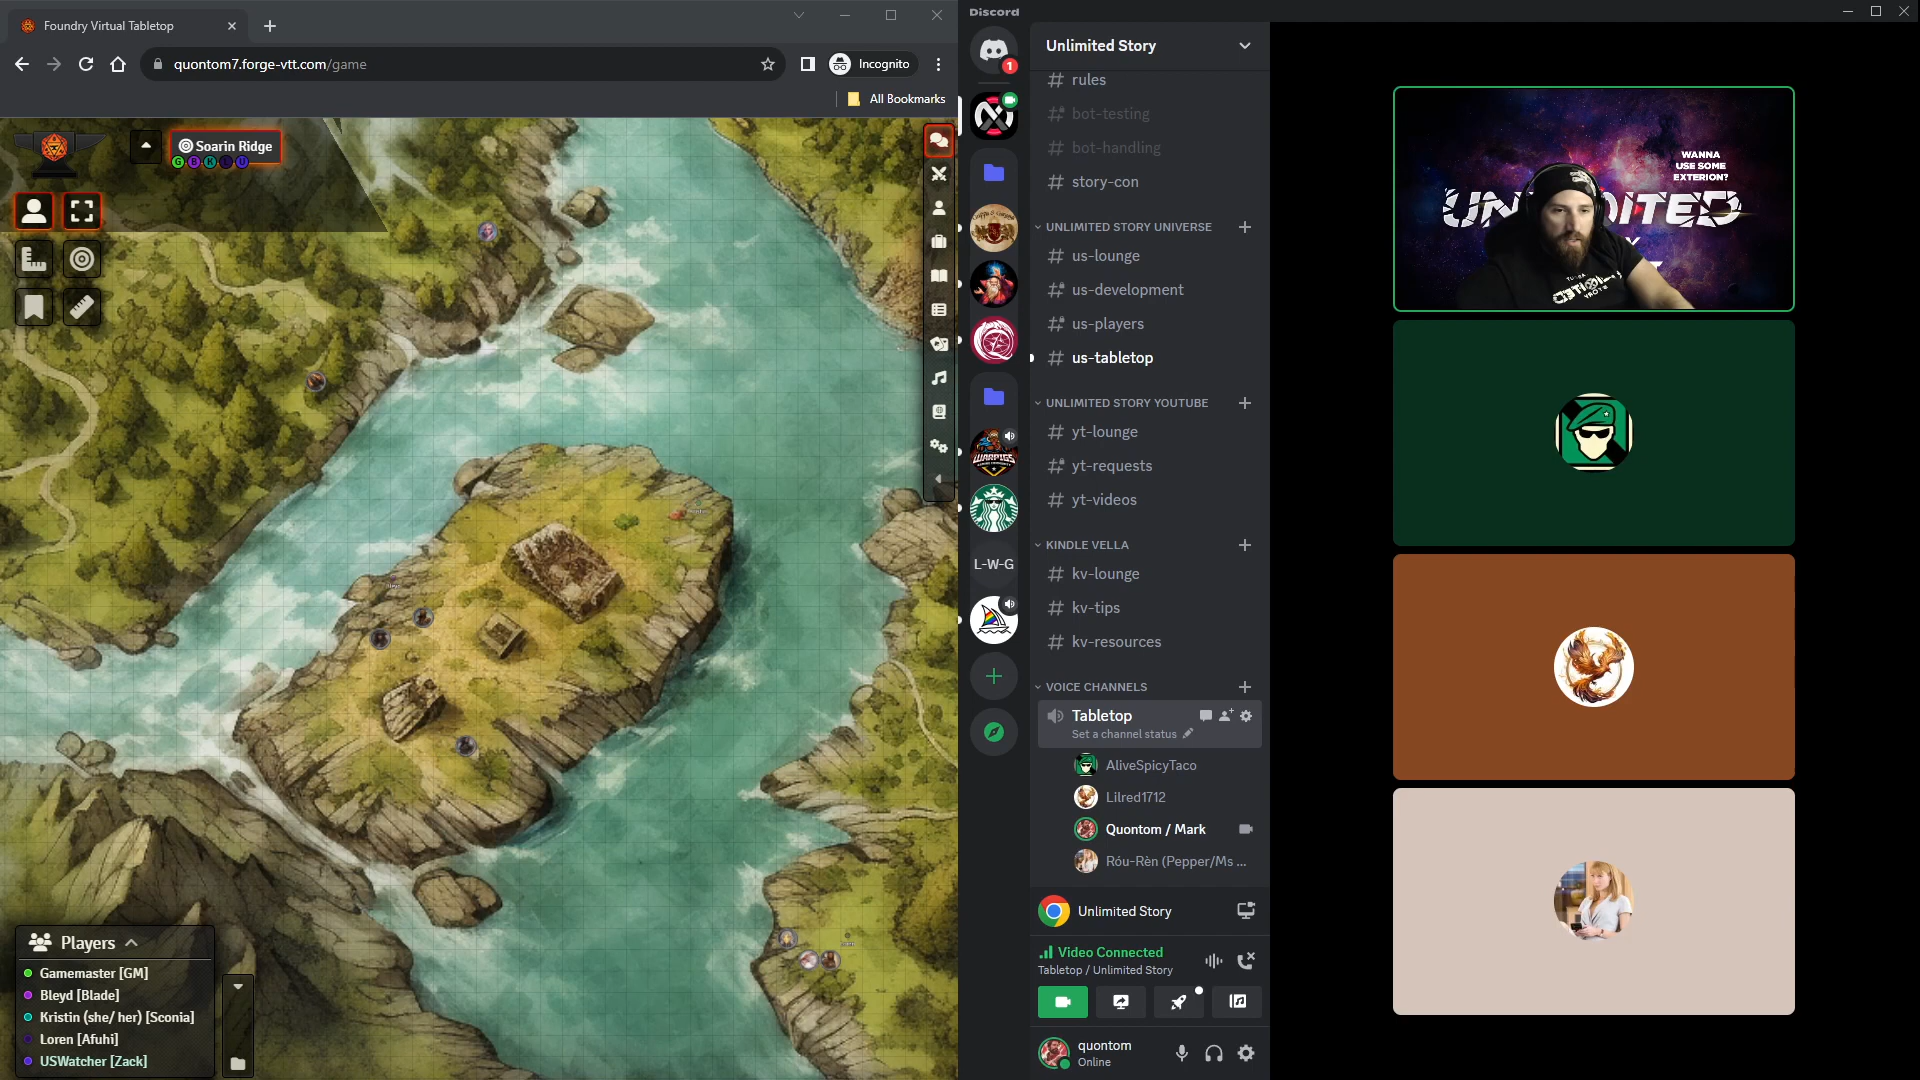 Foundry Virtual Tabletop
quontom7.forge-vtt.com/game
Incognito
All Bookmarks
Soarin Ridge
G B K L U
Players
Gamemaster [GM]
Bleyd [Blade]
Kristin (she/ her) [Sconia]
Loren [Afuhi]
USWatcher [Zack]
Discord
1
WARPIGS
L-W-G
Unlimited Story
rules
bot-testing
bot-handling
story-con
UNLIMITED STORY UNIVERSE
us-lounge
us-development
us-players
us-tabletop
UNLIMITED STORY YOUTUBE
yt-lounge
yt-requests
yt-videos
KINDLE VELLA
kv-lounge
kv-tips
kv-resources
VOICE CHANNELS
Tabletop
Set a channel status
AliveSpicyTaco
Lilred1712
Quontom / Mark
Róu-Rèn (Pepper/Ms ...
Unlimited Story
Video Connected
Tabletop / Unlimited Story
quontom
Online
WANNA
USE SOME
EXTERION?